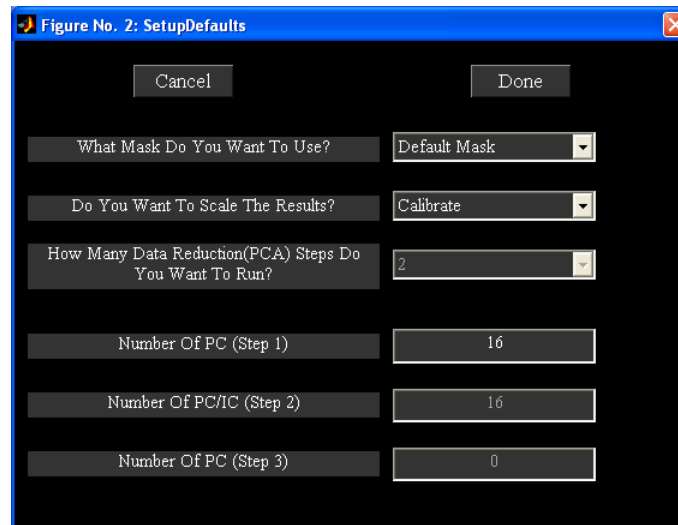 Figure No. 2: SetupDefaults
Cancel
Done
What Mask Do You Want To Use?
Default Mask
Do You Want To Scale The Results?
Calibrate
How Many Data Reduction(PCA) Steps Do
You Want To Run?
2
Number Of PC (Step 1)
16
Number Of PC/IC (Step 2)
16
Number Of PC (Step 3)
0